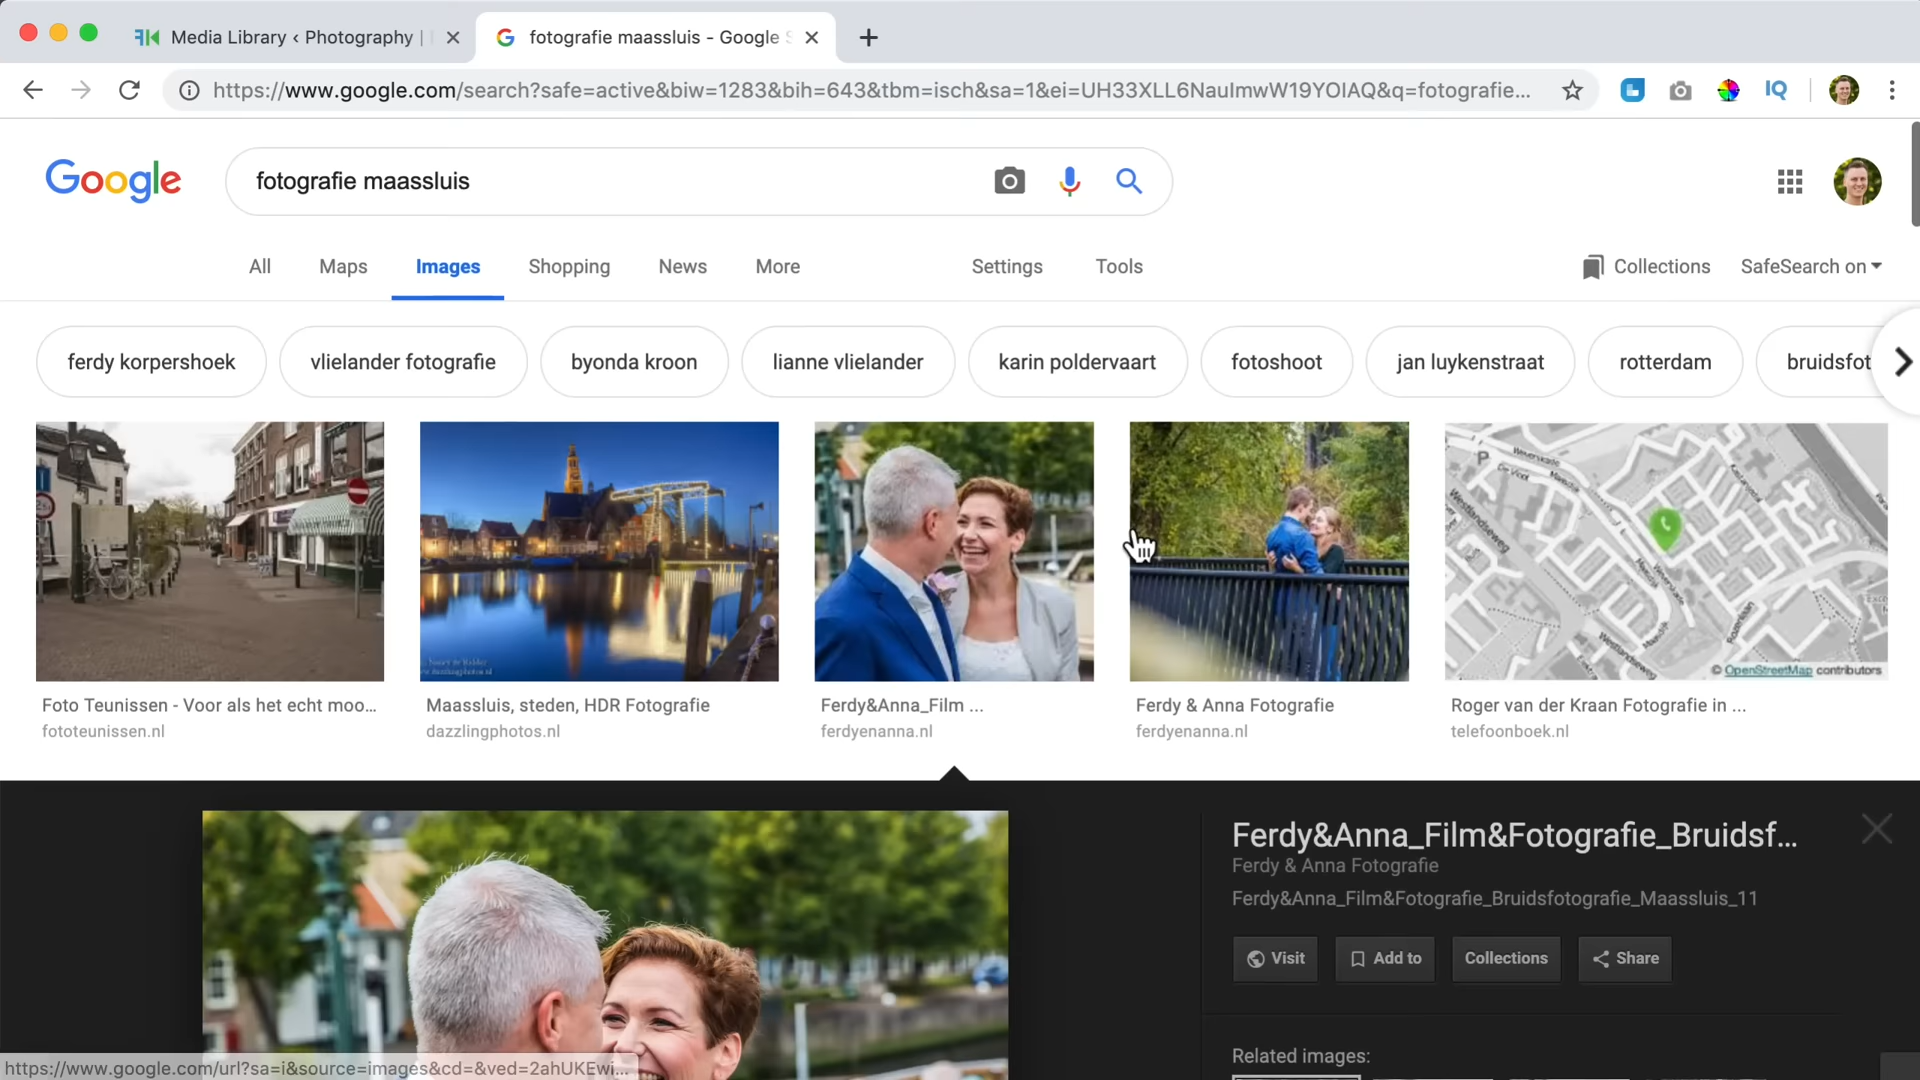 Media Library ‹ Photography |
fotografie maassluis - Google
https://www.google.com/search?safe=active&biw=1283&bih=643&tbm=isch&sa=1&ei=UH33XLL6NauImwW19YOIAQ&q=fotografie...
IQ
Google
fotografie maassluis
All Maps Images Shopping News More Settings Tools Collections SafeSearch on
ferdy korpershoek vlielander fotografie byonda kroon lianne vlielander karin poldervaart fotoshoot jan luykenstraat rotterdam bruidsfot
© OpenStreetMap contributors
Foto Teunissen - Voor als het echt moo... Maassluis, steden, HDR Fotografie Ferdy&Anna_Film ... Ferdy & Anna Fotografie Roger van der Kraan Fotografie in ...
fototeunissen.nl dazzlingphotos.nl ferdyenanna.nl ferdyenanna.nl telefoonboek.nl
Ferdy&Anna_Film&Fotografie_Bruidsf...
Ferdy & Anna Fotografie
Ferdy&Anna_Film&Fotografie_Bruidsfotografie_Maassluis_11
Visit Add to Collections Share
Related images:
https://www.google.com/url?sa=i&source=images&cd=&ved=2ahUKEwi...